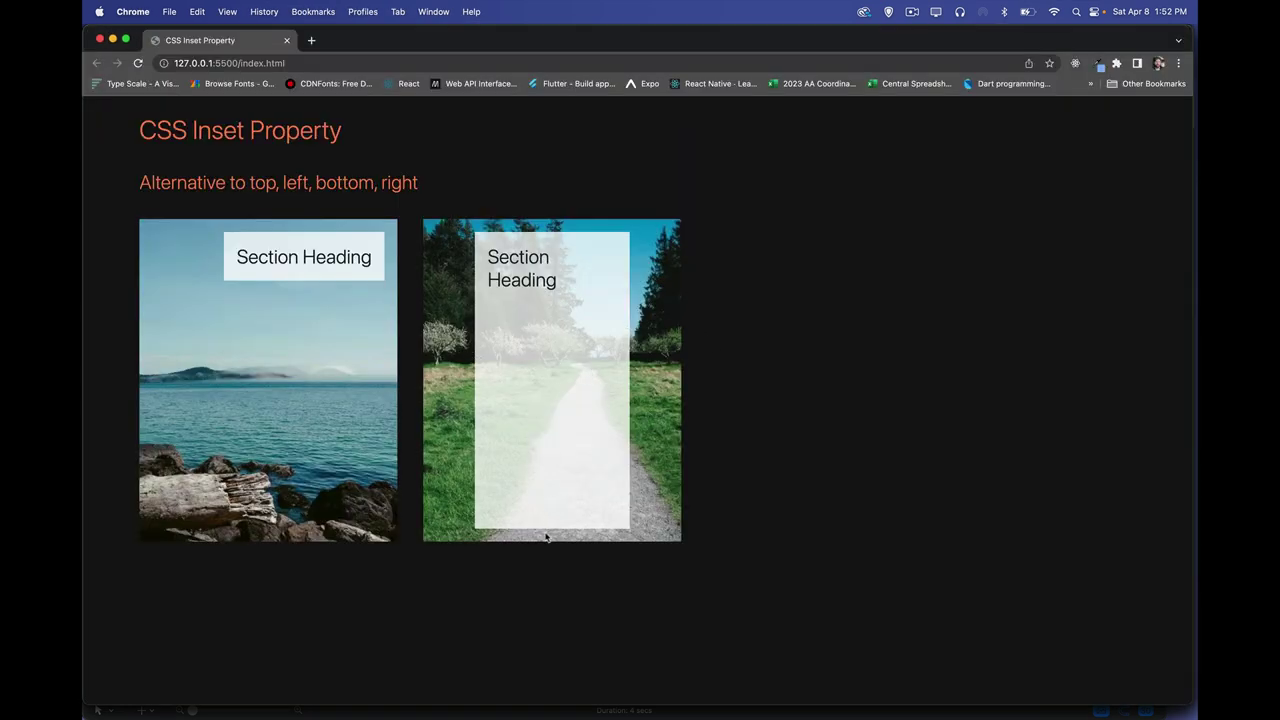 Chrome File Edit View History Bookmarks Profiles Tab Window Help Sat Apr 8 1:52 PM
CSS Inset Property
127.0.0.1:5500/index.html
Type Scale - A Vis... Browse Fonts - G... CDNFonts: Free D... React Web API Interface... Flutter - Build app... Expo React Native - Lea... 2023 AA Coordina... Central Spreadsh... Dart programming... » Other Bookmarks
CSS Inset Property
Alternative to top, left, bottom, right
Section Heading
Section
Heading
Duration: 4 secs